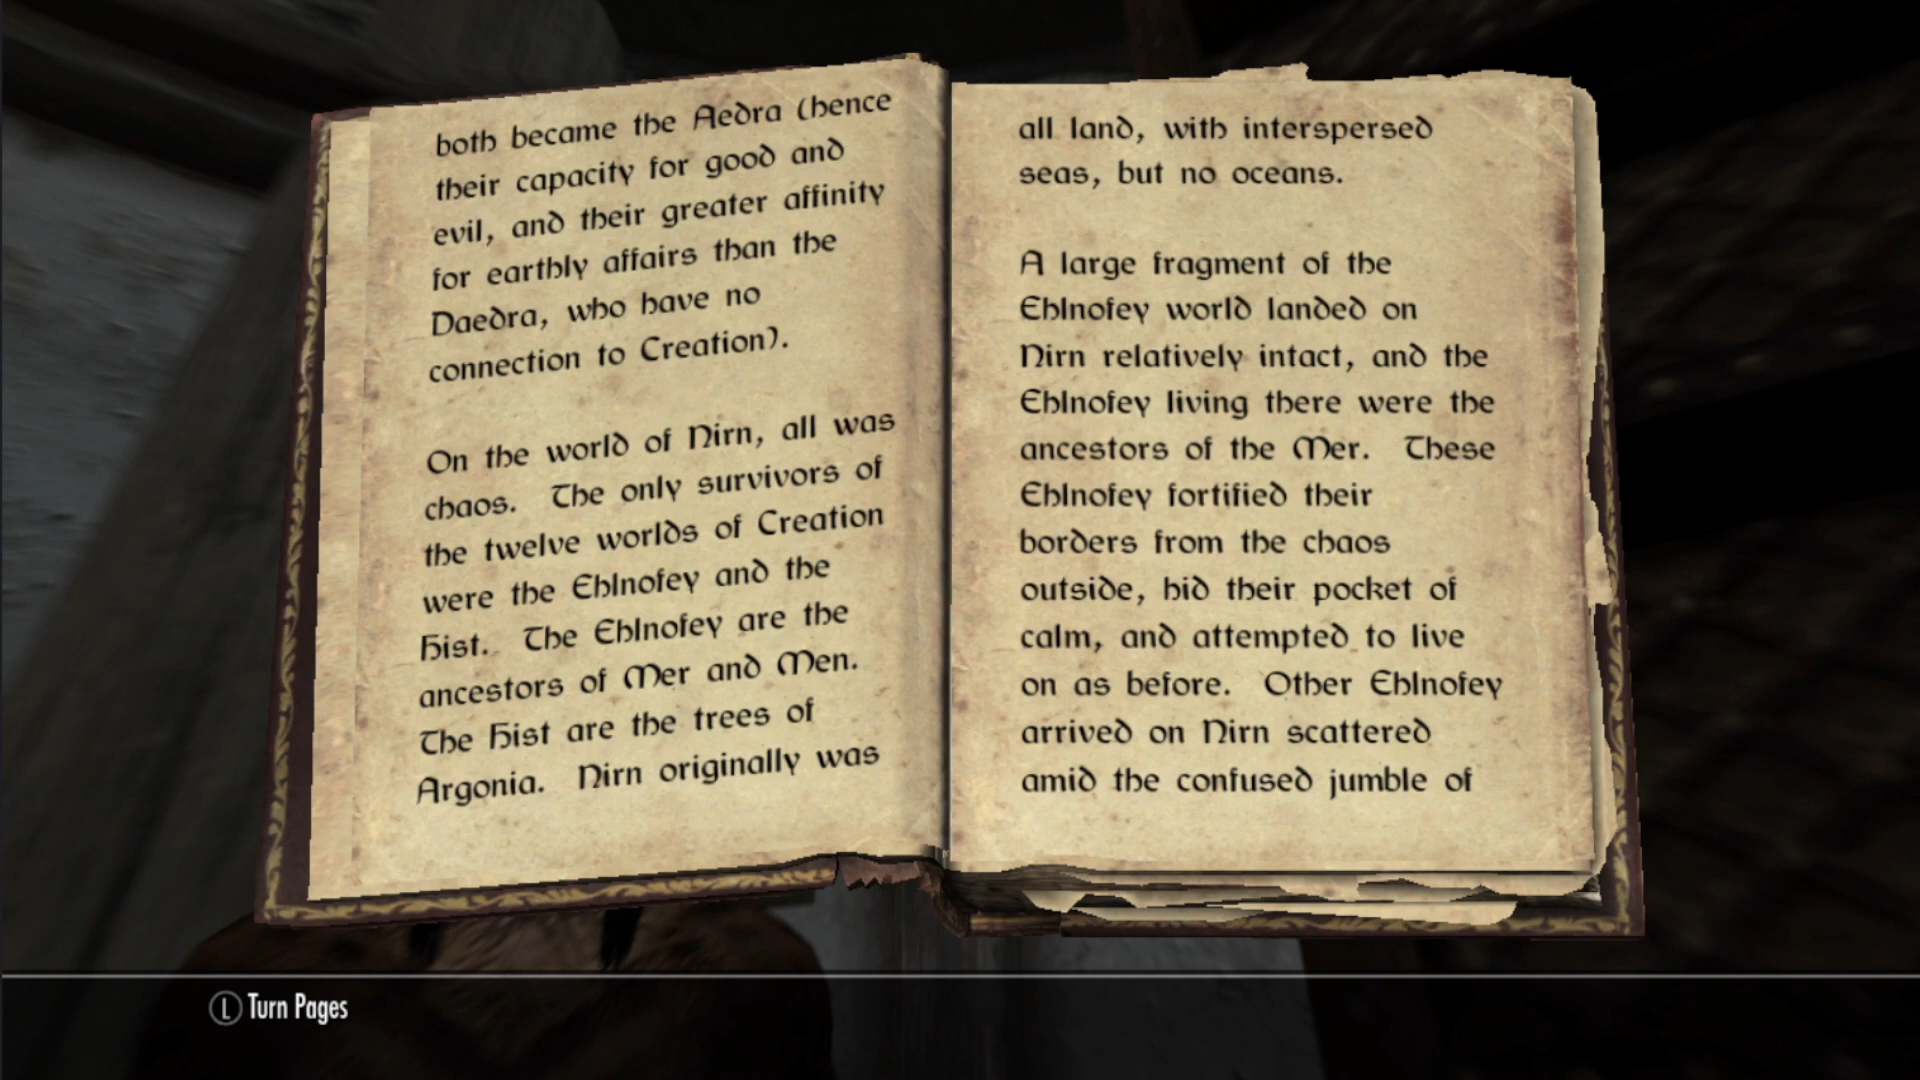 both became the Aedra (hence
their capacity for good and
evil, and their greater affinity
for earthly affairs than the
Daedra, who have no
connection to Creation).
On the world of Nirn, all was
chaos. The only survivors of
the twelve worlds of Creation
were the Ehlnofey and the
Hist. The Ehlnofey are the
ancestors of Mer and Men.
The Hist are the trees of
Argonia. Nirn originally was
all land, with interspersed
seas, but no oceans.
A large fragment of the
Ehlnofey world landed on
Nirn relatively intact, and the
Ehlnofey living there were the
ancestors of the Mer. These
Ehlnofey fortified their
borders from the chaos
outside, hid their pocket of
calm, and attempted to live
on as before. Other Ehlnofey
arrived on Nirn scattered
amid the confused jumble of
L Turn Pages